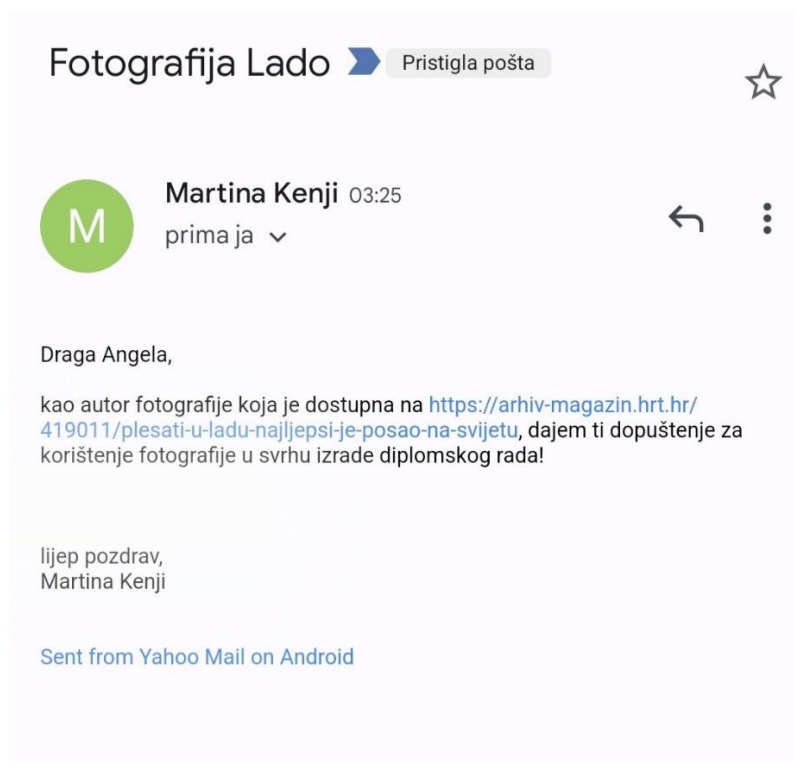 Fotografija Lado Pristigla pošta
M
Martina Kenji 03:25
prima ja
Draga Angela,
kao autor fotografije koja je dostupna na https://arhiv-magazin.hrt.hr/
419011/plesati-u-ladu-najljepsi-je-posao-na-svijetu, dajem ti dopuštenje za
korištenje fotografije u svrhu izrade diplomskog rada!
lijep pozdrav,
Martina Kenji
Sent from Yahoo Mail on Android